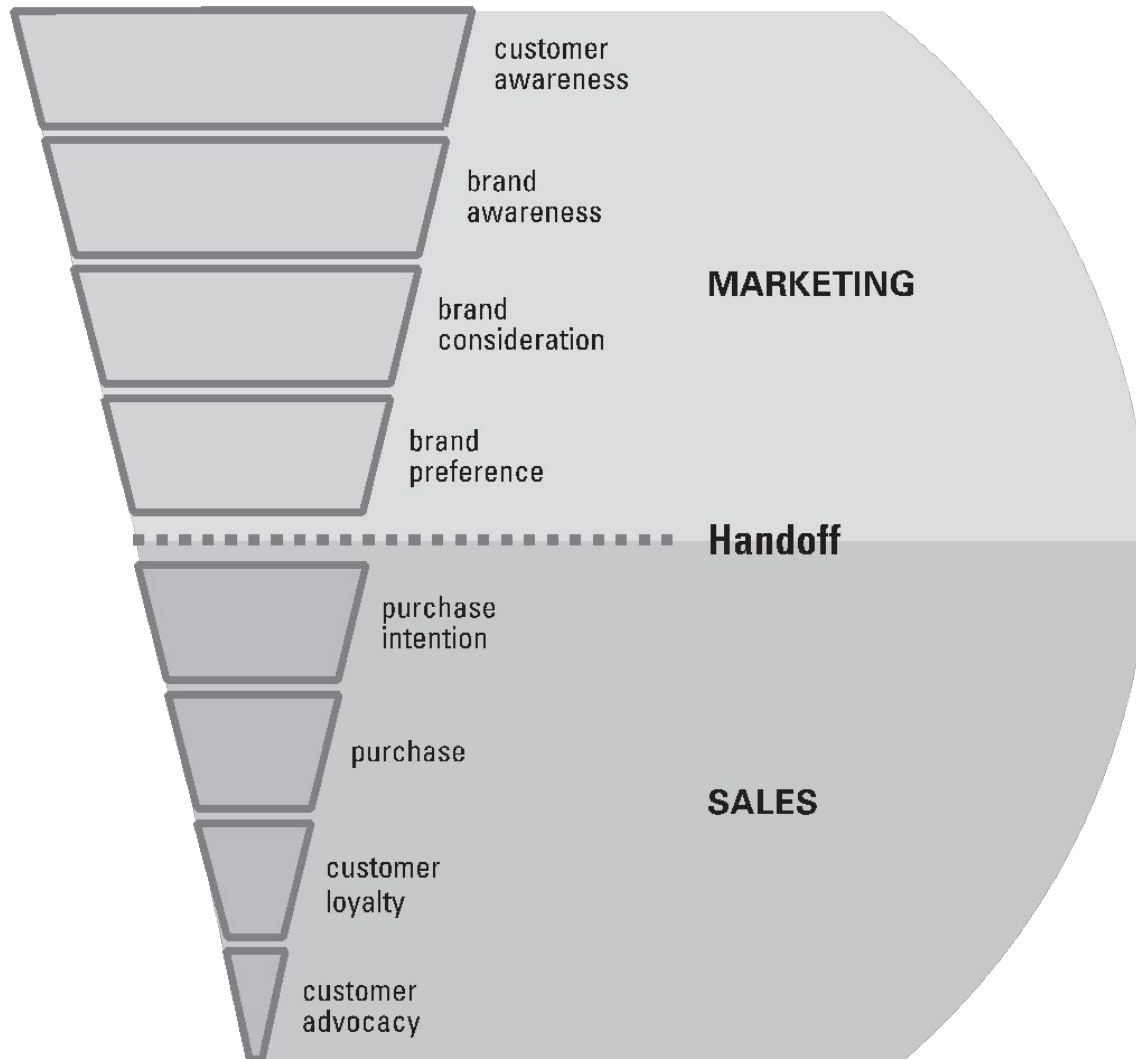 customer
awareness
brand
awareness
brand
consideration
MARKETING
brand
preference
Handoff
purchase
intention
purchase
SALES
customer
loyalty
customer
advocacy